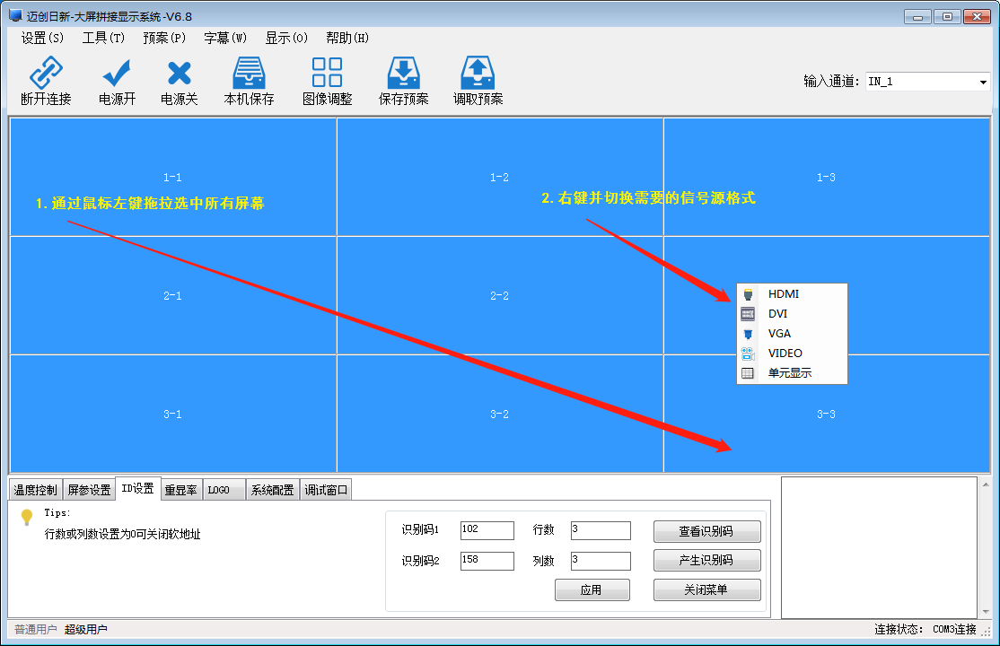 迈创日新-大屏拼接显示系统-V6.8
设置(S) 工具(T) 预案(P) 字幕(W) 显示(O) 帮助(H)
断开连接 电源开 电源关 本机保存 图像调整 保存预案 调取预案 输入通道: IN_1
1-1 1-2 1-3
1. 通过鼠标左键拖拉选中所有屏幕 2. 右键并切换需要的信号源格式
2-1 2-2
HDMI
DVI
VGA
VIDEO
单元显示
3-1 3-2 3-3
温度控制 屏参设置 ID设置 重显率 LOGO 系统配置 调试窗口
Tips:
行数或列数设置为0可关闭软地址
识别码1 102 行数 3 查看识别码
识别码2 158 列数 3 产生识别码
应用 关闭菜单
普通用户 超级用户 连接状态: COM3连接